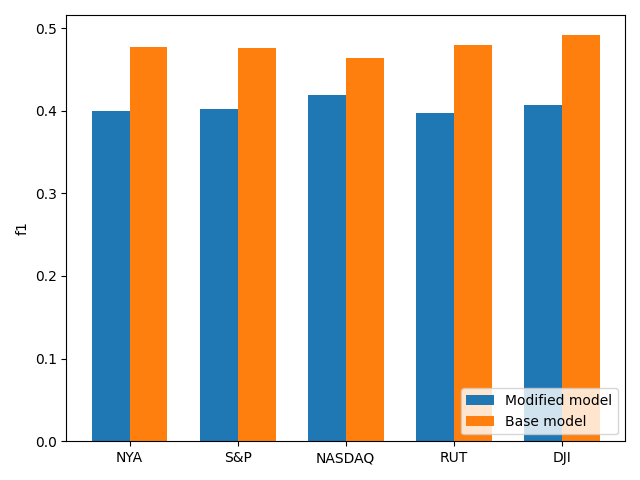 0.5
0.4
0.3
0.2
0.1
0.0
f1
NYA
S&P
NASDAQ
RUT
DJI
Modified model
Base model